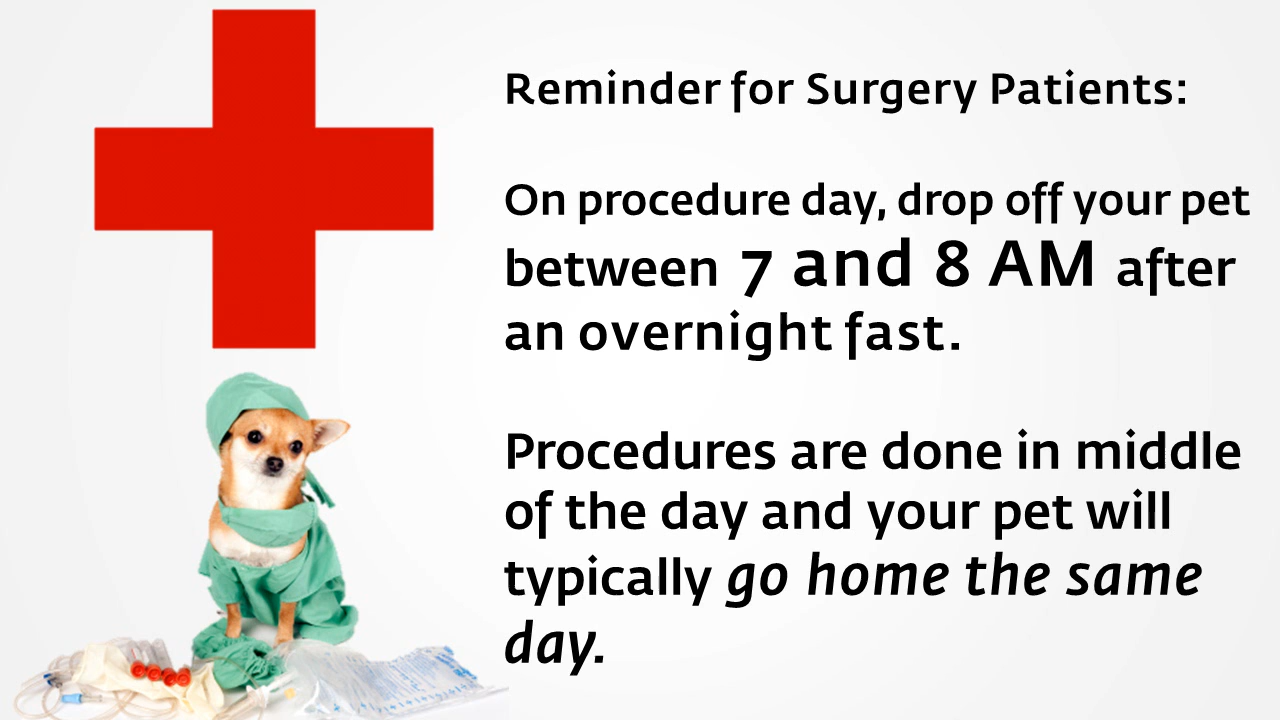 Reminder for Surgery Patients:
On procedure day, drop off your pet
between 7 and 8 AM after
an overnight fast.
Procedures are done in middle
of the day and your pet will
typically go home the same
day.